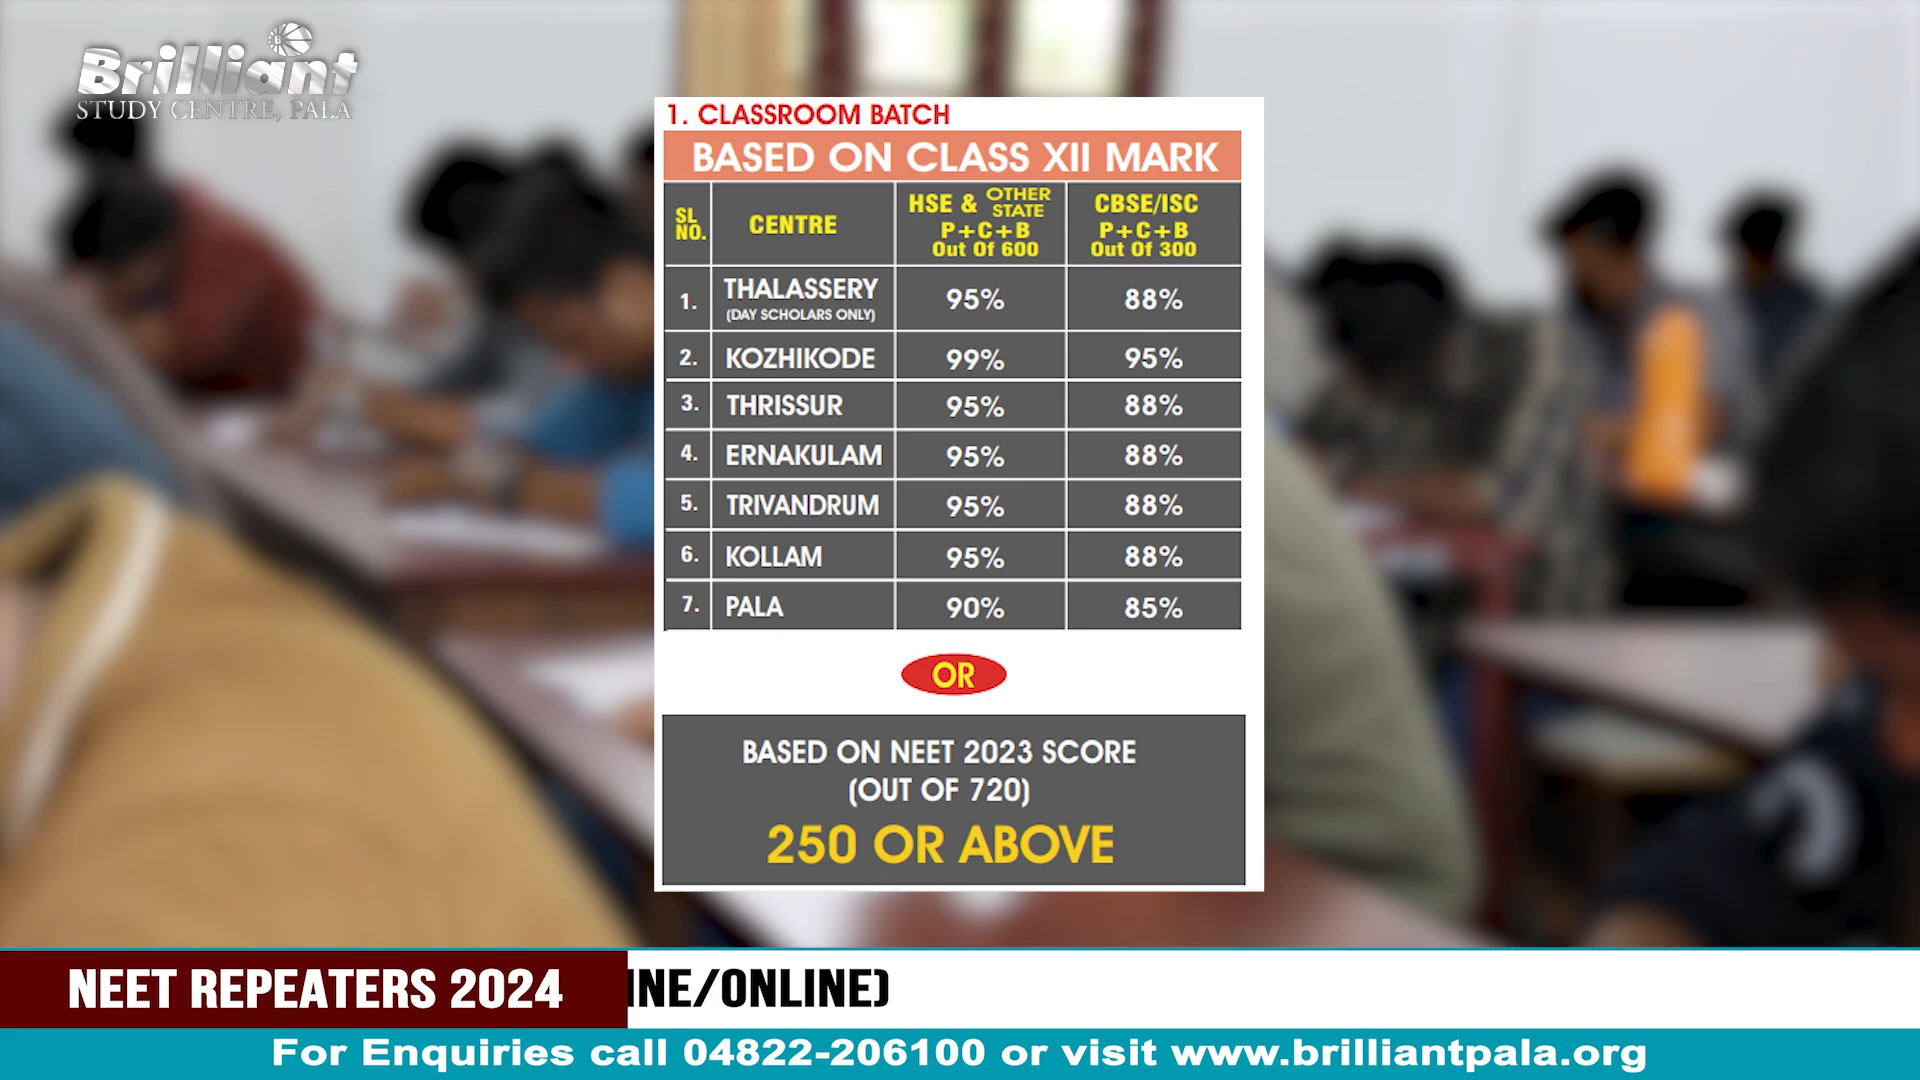 Brilliant
STUDY CENTRE, PALA
1. CLASSROOM BATCH
BASED ON CLASS XII MARK
SL NO. CENTRE HSE & OTHER STATE P+C+B Out Of 600 CBSE/ISC P+C+B Out Of 300
1. THALASSERY (DAY SCHOLARS ONLY) 95% 88%
2. KOZHIKODE 99% 95%
3. THRISSUR 95% 88%
4. ERNAKULAM 95% 88%
5. TRIVANDRUM 95% 88%
6. KOLLAM 95% 88%
7. PALA 90% 85%
OR
BASED ON NEET 2023 SCORE
(OUT OF 720)
250 OR ABOVE
NEET REPEATERS 2024 INE/ONLINE)
For Enquiries call 04822-206100 or visit www.brilliantpala.org